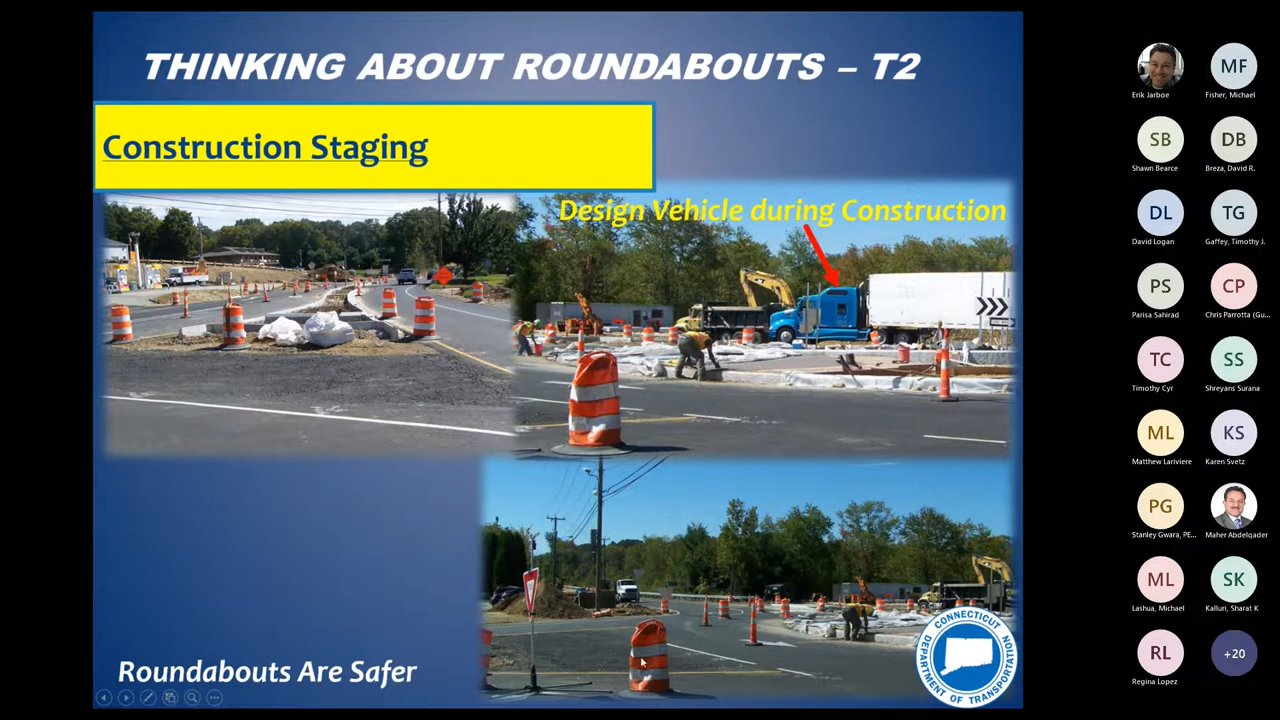 THINKING ABOUT ROUNDABOUTS – T2
Construction Staging
Design Vehicle during Construction
Roundabouts Are Safer
CONNECTICUT
DEPARTMENT OF TRANSPORTATION
Erik Jarboe
MF
Fisher, Michael
SB
Shawn Bearce
DB
Breza, David R.
DL
David Logan
TG
Gaffey, Timothy J.
PS
Parisa Sahirad
CP
Chris Parrotta (Gu...
TC
Timothy Cyr
SS
Shreyans Surana
ML
Matthew Lariviere
KS
Karen Svetz
PG
Stanley Gwara, PE...
Maher Abdelqader
ML
Lashua, Michael
SK
Kalluri, Sharat K
RL
Regina Lopez
+20